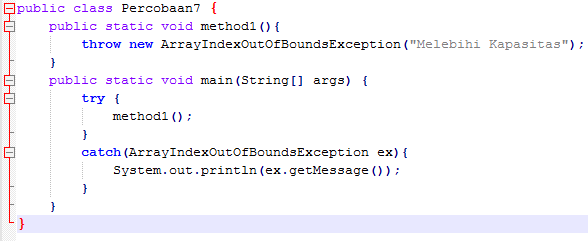 public class Percobaan7 {
    public static void method1(){
        throw new ArrayIndexOutOfBoundsException("Melebihi Kapasitas");
    }
    public static void main(String[] args) {
        try {
            method1();
        }
        catch(ArrayIndexOutOfBoundsException ex){
            System.out.println(ex.getMessage());
        }
    }
}